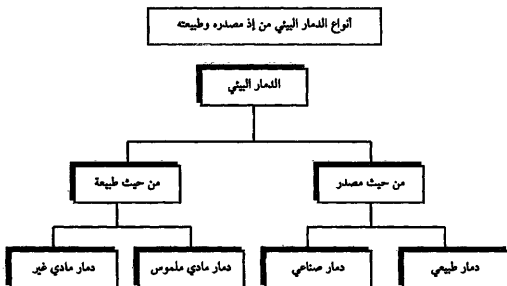 أنواع الدمار البيئي من إذ مصدره وطبيعته
الدمار البيئي
من حيث مصدر
من حيث طبيعة
دمار طبيعي
دمار صناعي
دمار مادي ملموس
دمار مادي غير